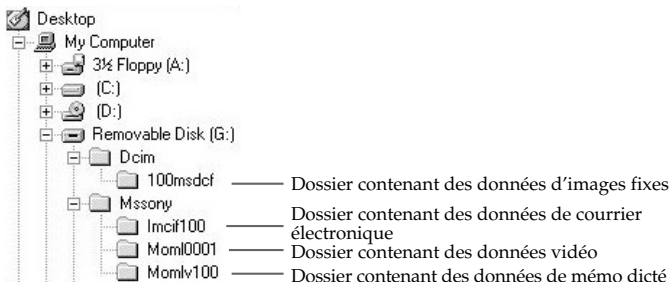 Desktop
My Computer
3½ Floppy (A:)
(C:)
(D:)
Removable Disk (G:)
Dcim
100msdcf
Dossier contenant des données d'images fixes
Mssony
Imcif100
Dossier contenant des données de courrier
électronique
Moml0001
Dossier contenant des données vidéo
Momlv100
Dossier contenant des données de mémo dicté